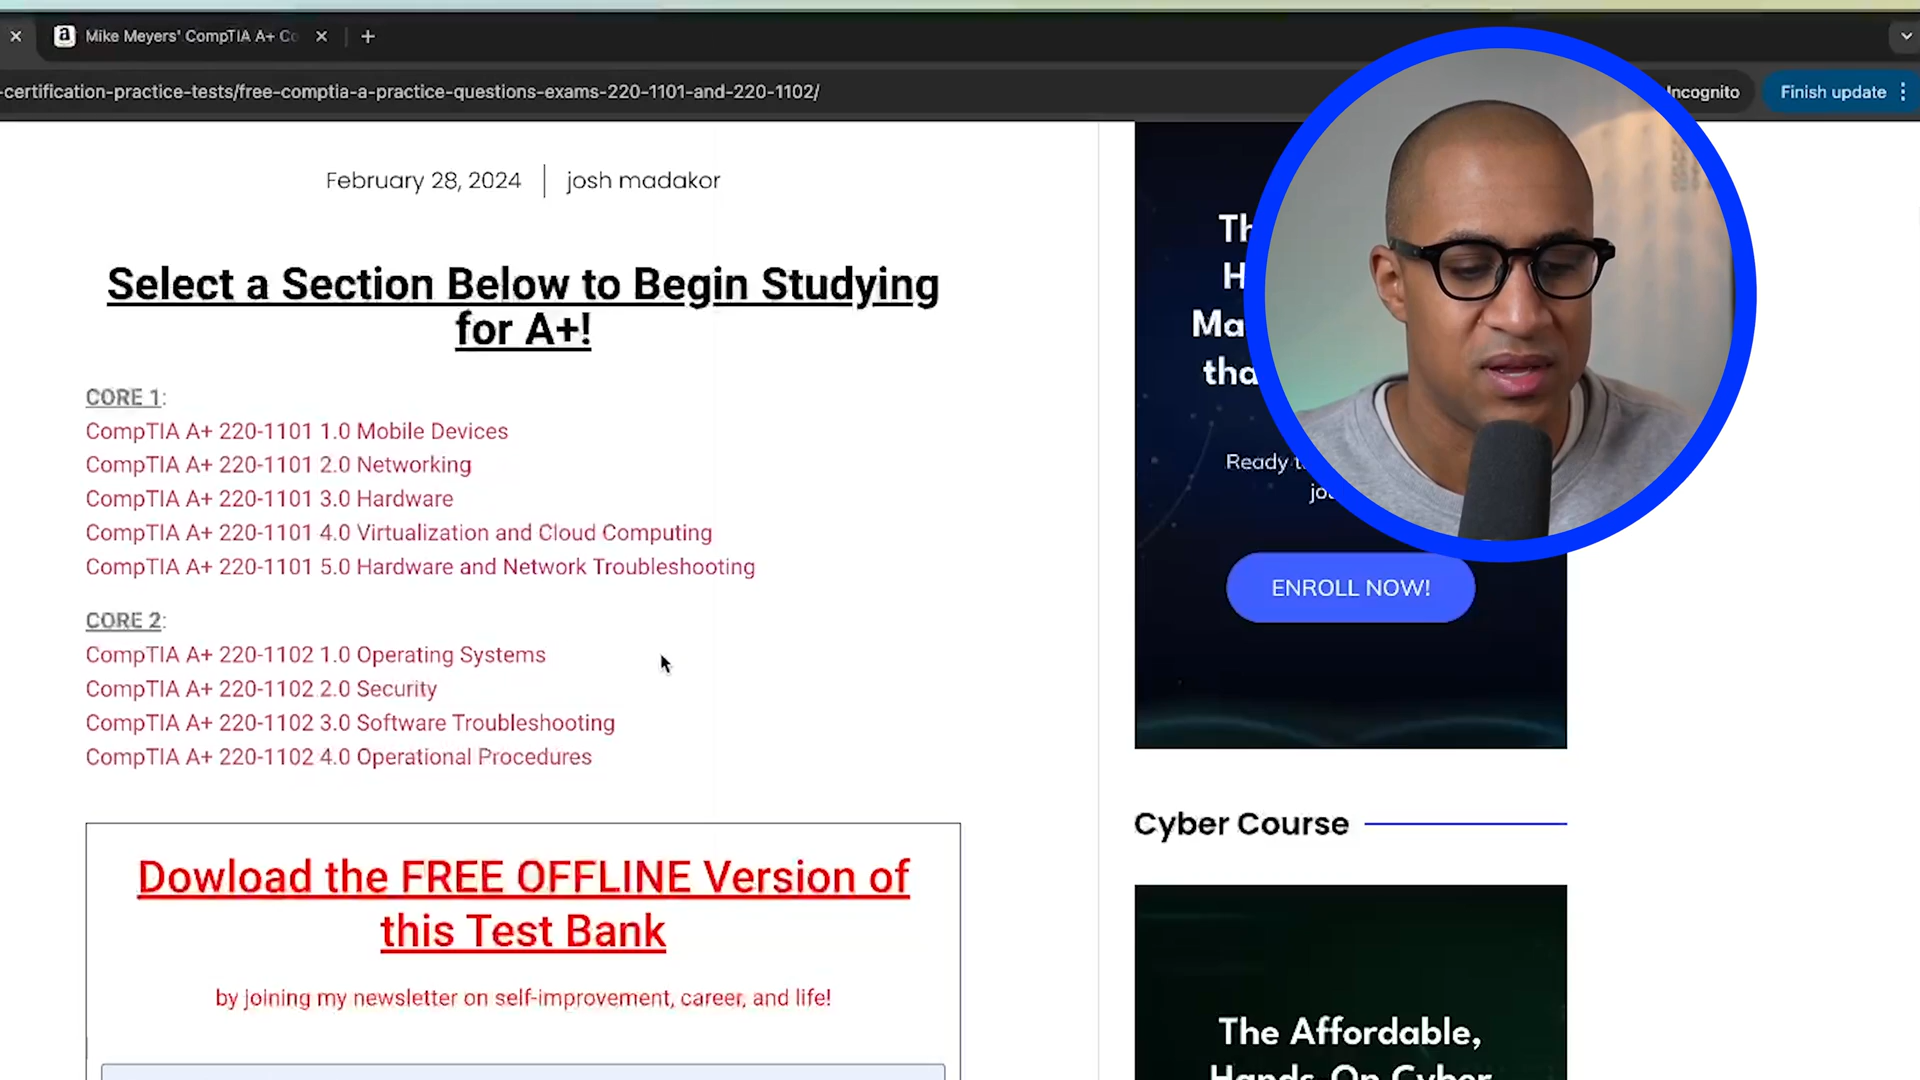 Mike Meyers' CompTIA A+ Co
-certification-practice-tests/free-comptia-a-practice-questions-exams-220-1101-and-220-1102/
Incognito
Finish update
February 28, 2024
josh madakor
Select a Section Below to Begin Studying
for A+!
CORE 1:
CompTIA A+ 220-1101 1.0 Mobile Devices
CompTIA A+ 220-1101 2.0 Networking
CompTIA A+ 220-1101 3.0 Hardware
CompTIA A+ 220-1101 4.0 Virtualization and Cloud Computing
CompTIA A+ 220-1101 5.0 Hardware and Network Troubleshooting
CORE 2:
CompTIA A+ 220-1102 1.0 Operating Systems
CompTIA A+ 220-1102 2.0 Security
CompTIA A+ 220-1102 3.0 Software Troubleshooting
CompTIA A+ 220-1102 4.0 Operational Procedures
Dowload the FREE OFFLINE Version of
this Test Bank
by joining my newsletter on self-improvement, career, and life!
Ready
ENROLL NOW!
Cyber Course
The Affordable,
Hands-On Cyber